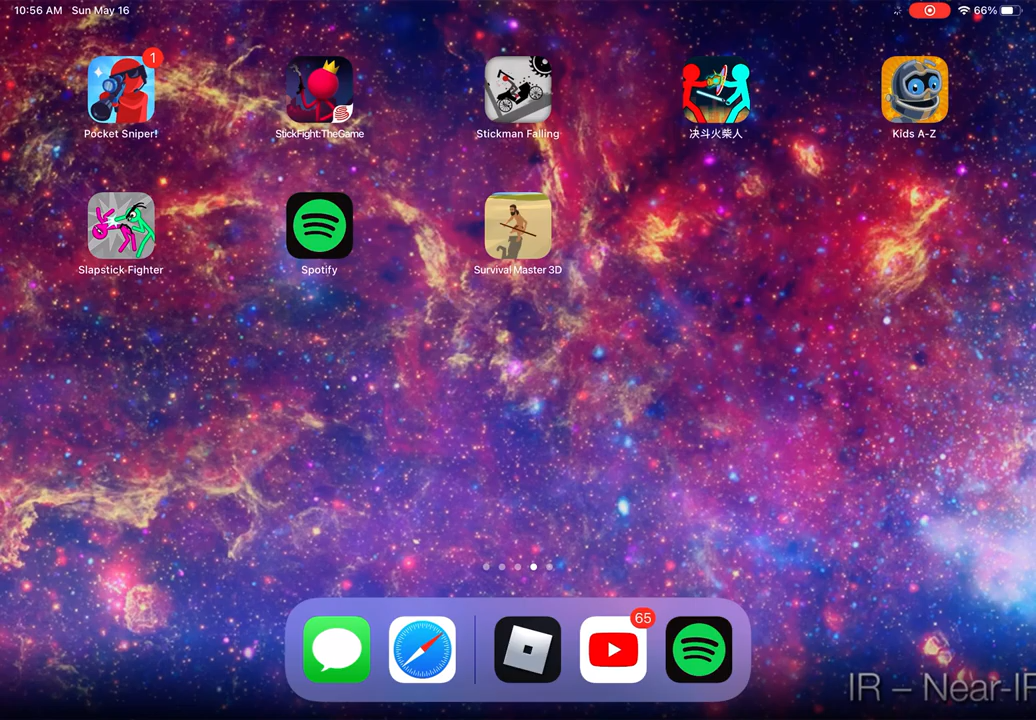 10:56 AM Sun May 16
66%
1
Pocket Sniper!
StickFight:TheGame
Stickman Falling
决斗火柴人
Kids A-Z
Slapstick Fighter
Spotify
Survival Master 3D
65
IR – Near-IR